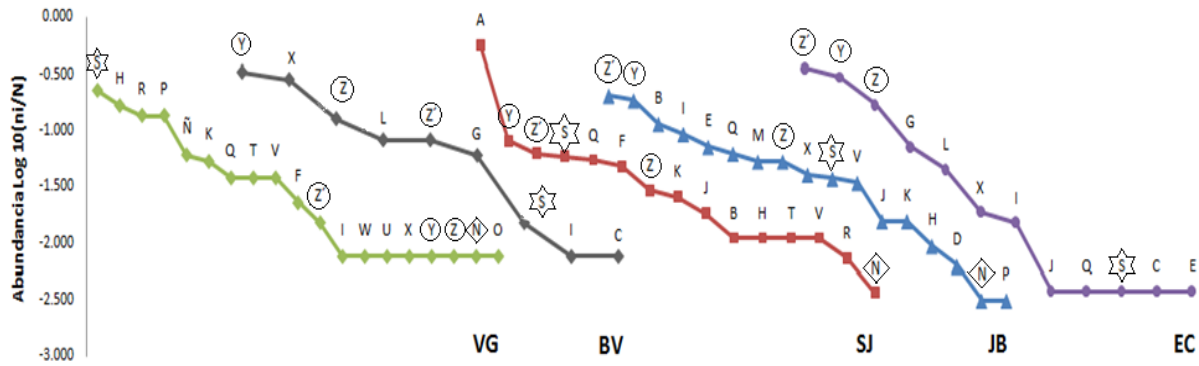 Abundancia Log 10(ni/N)
0.000
-0.500
-1.000
-1.500
-2.000
-2.500
-3.000
S H R P Ñ K Q T V F Z´ I W U X Y Z N O
Y X Z L Z´ G S I C
A Y Z´ S Q F Z K J B H T V R N
Z´ Y B I E Q M Z X S V J K H D N P
Z´ Y Z G L X I J Q S C E
VG BV SJ JB EC